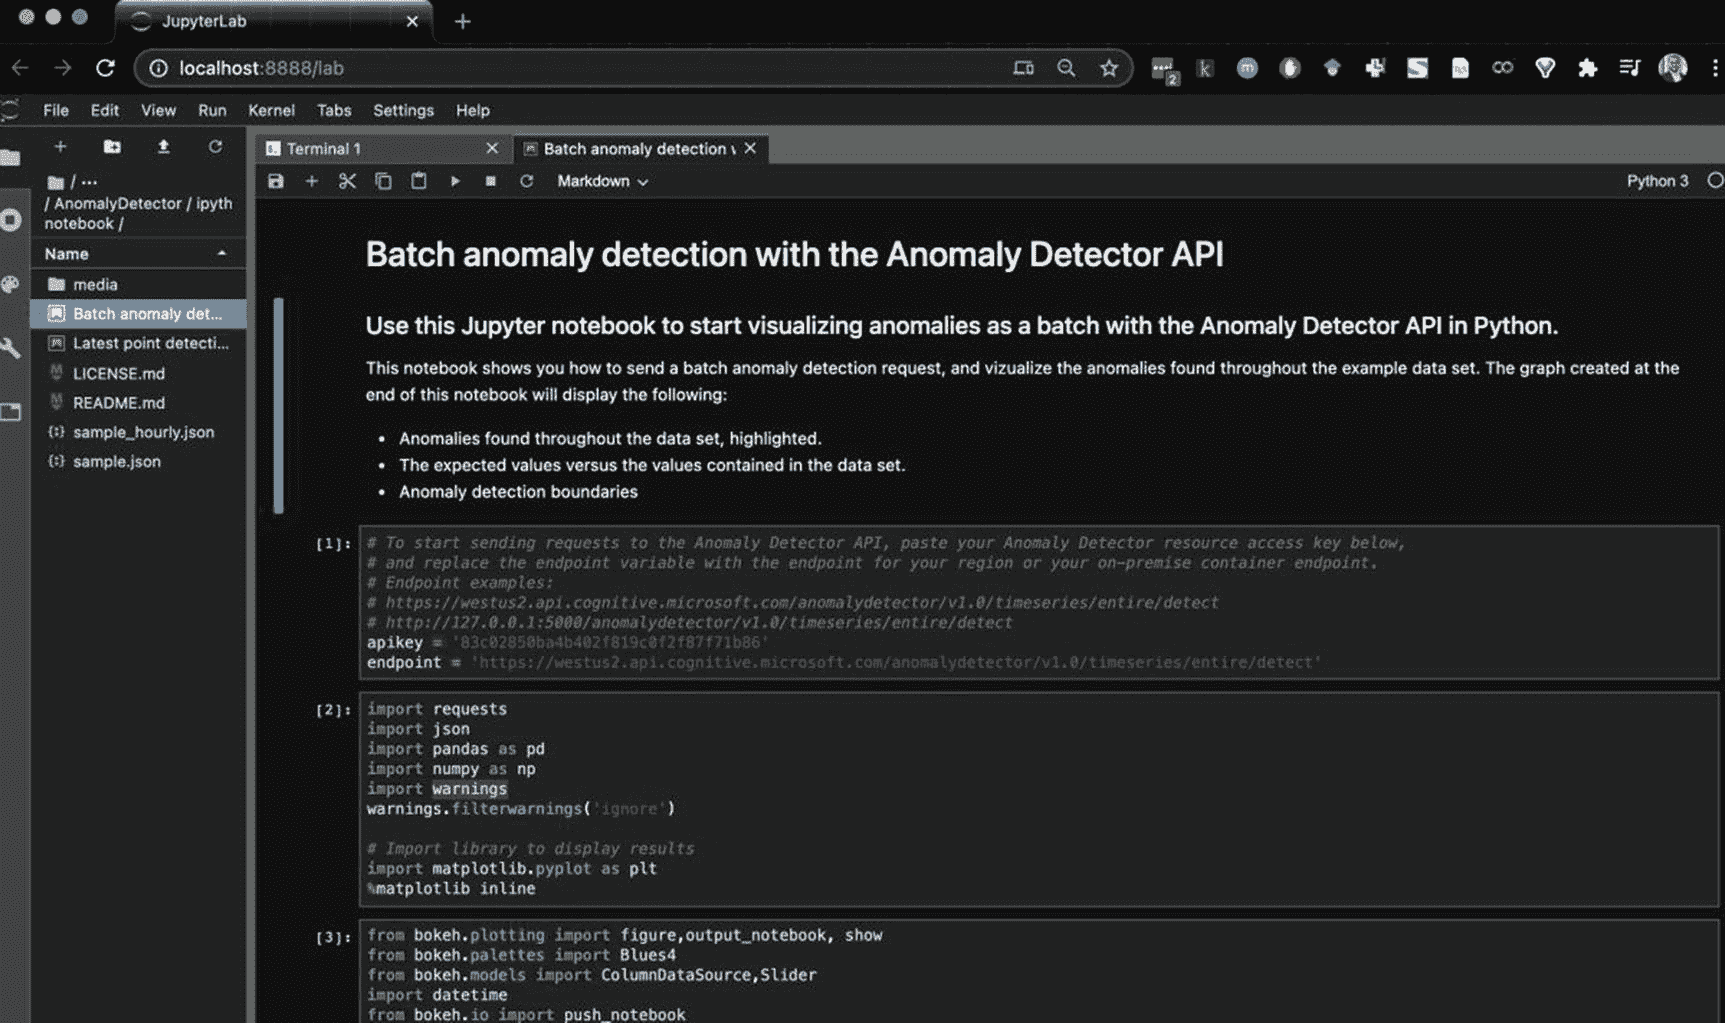 JupyterLab
localhost:8888/lab
2
k
m
File Edit View Run Kernel Tabs Settings Help
Terminal 1
Batch anomaly detection
/ ...
/ AnomalyDetector / ipyth
notebook /
Markdown
Python 3
Name
media
Batch anomaly det...
Latest point detecti...
LICENSE.md
README.md
sample_hourly.json
sample.json
Batch anomaly detection with the Anomaly Detector API
Use this Jupyter notebook to start visualizing anomalies as a batch with the Anomaly Detector API in Python.
This notebook shows you how to send a batch anomaly detection request, and vizualize the anomalies found throughout the example data set. The graph created at the
end of this notebook will display the following:
• Anomalies found throughout the data set, highlighted.
• The expected values versus the values contained in the data set.
• Anomaly detection boundaries
[1]:
# To start sending requests to the Anomaly Detector API, paste your Anomaly Detector resource access key below,
# and replace the endpoint variable with the endpoint for your region or your on-premise container endpoint.
# Endpoint examples:
# https://westus2.api.cognitive.microsoft.com/anomalydetector/v1.0/timeseries/entire/detect
# http://127.0.0.1:5000/anomalydetector/v1.0/timeseries/entire/detect
apikey = '83c02850ba4b402f819c0f2f87f71b86'
endpoint = 'https://westus2.api.cognitive.microsoft.com/anomalydetector/v1.0/timeseries/entire/detect'
[2]:
import requests
import json
import pandas as pd
import numpy as np
import warnings
warnings.filterwarnings('ignore')
# Import library to display results
import matplotlib.pyplot as plt
%matplotlib inline
[3]:
from bokeh.plotting import figure,output_notebook, show
from bokeh.palettes import Blues4
from bokeh.models import ColumnDataSource,Slider
import datetime
from bokeh.io import push_notebook